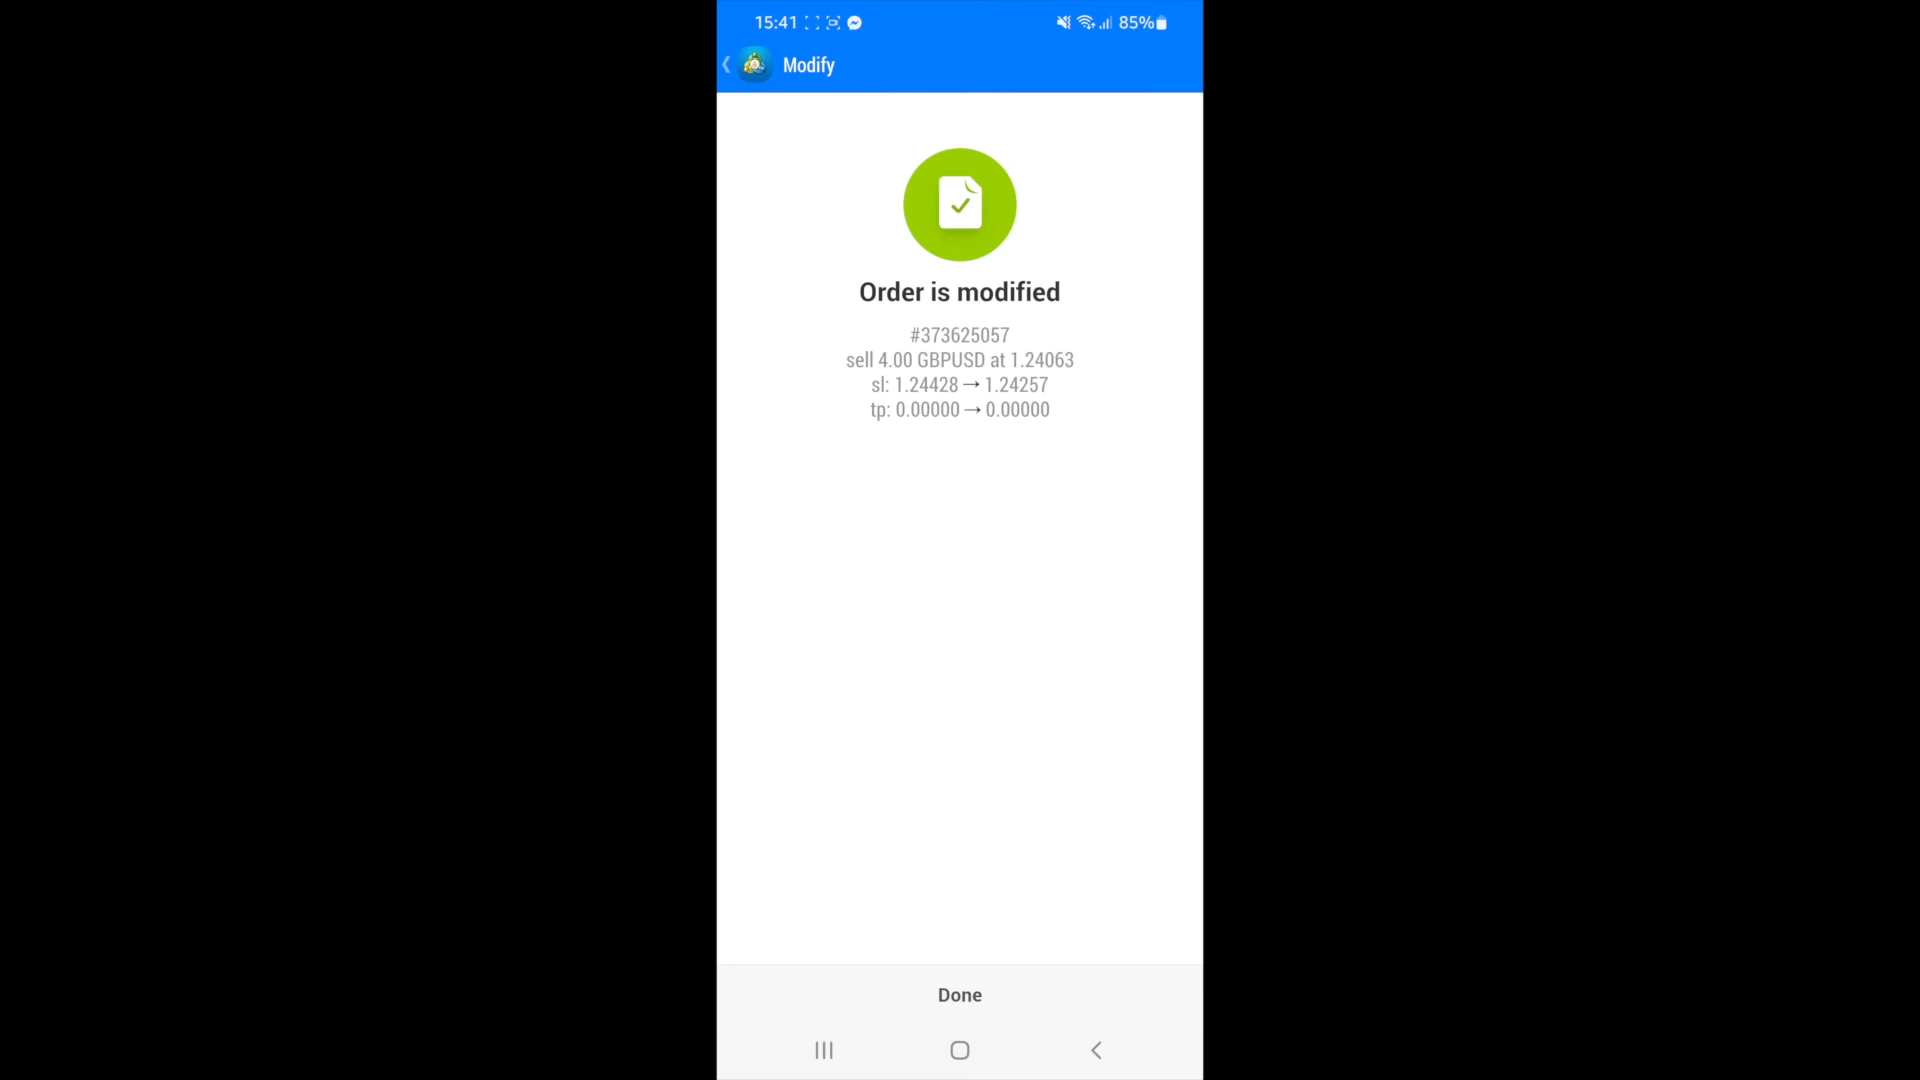 15:41 85%
Modify
Order is modified
#373625057
sell 4.00 GBPUSD at 1.24063
sl: 1.24428 → 1.24257
tp: 0.00000 → 0.00000
Done